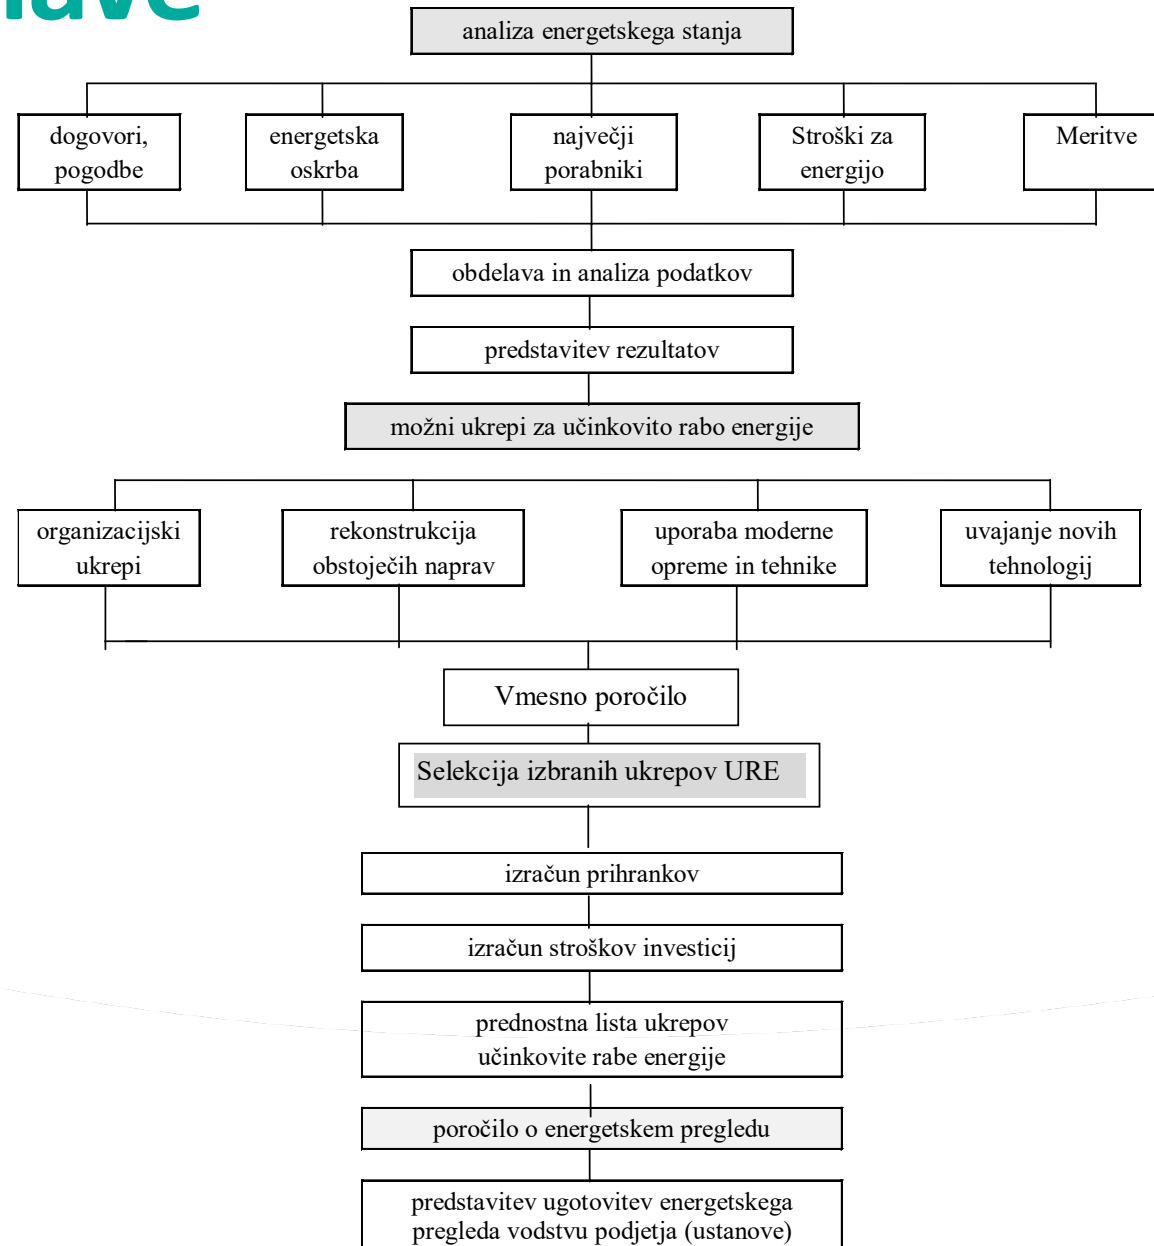 analiza energetskega stanja
dogovori,
pogodbe
energetska
oskrba
največji
porabniki
Stroški za
energijo
Meritve
obdelava in analiza podatkov
predstavitev rezultatov
možni ukrepi za učinkovito rabo energije
organizacijski
ukrepi
rekonstrukcija
obstoječih naprav
uporaba moderne
opreme in tehnike
uvajanje novih
tehnologij
Vmesno poročilo
Selekcija izbranih ukrepov URE
izračun prihrankov
izračun stroškov investicij
prednostna lista ukrepov
učinkovite rabe energije
poročilo o energetskem pregledu
predstavitev ugotovitev energetskega
pregleda vodstvu podjetja (ustanove)